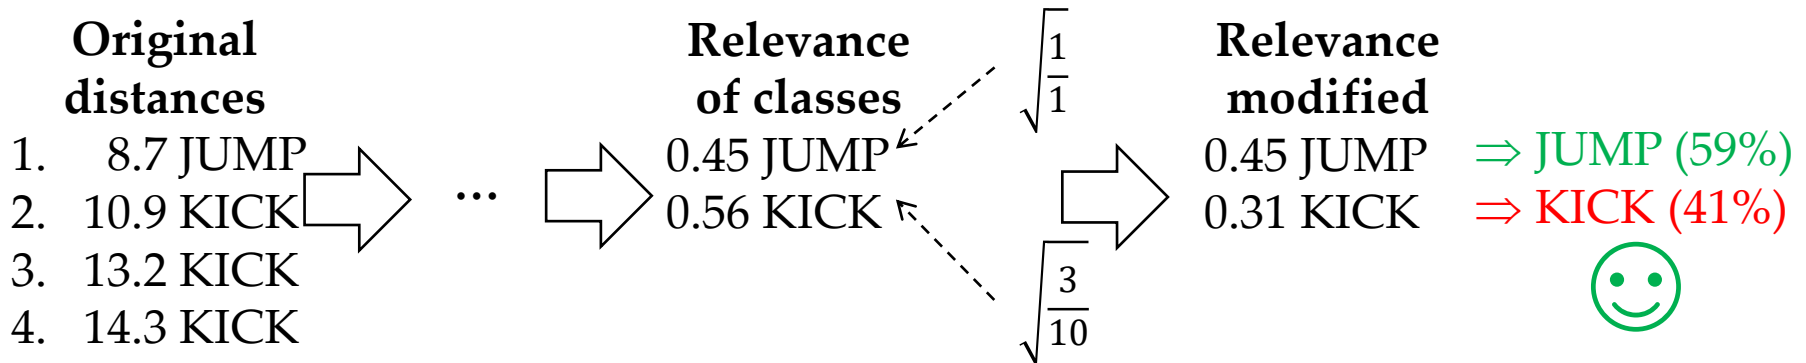 Original
distances
1. 8.7 JUMP
2. 10.9 KICK
3. 13.2 KICK
4. 14.3 KICK
...
Relevance
of classes
0.45 JUMP
0.56 KICK
√(1/1)
√(3/10)
Relevance
modified
0.45 JUMP
0.31 KICK
⇒ JUMP (59%)
⇒ KICK (41%)